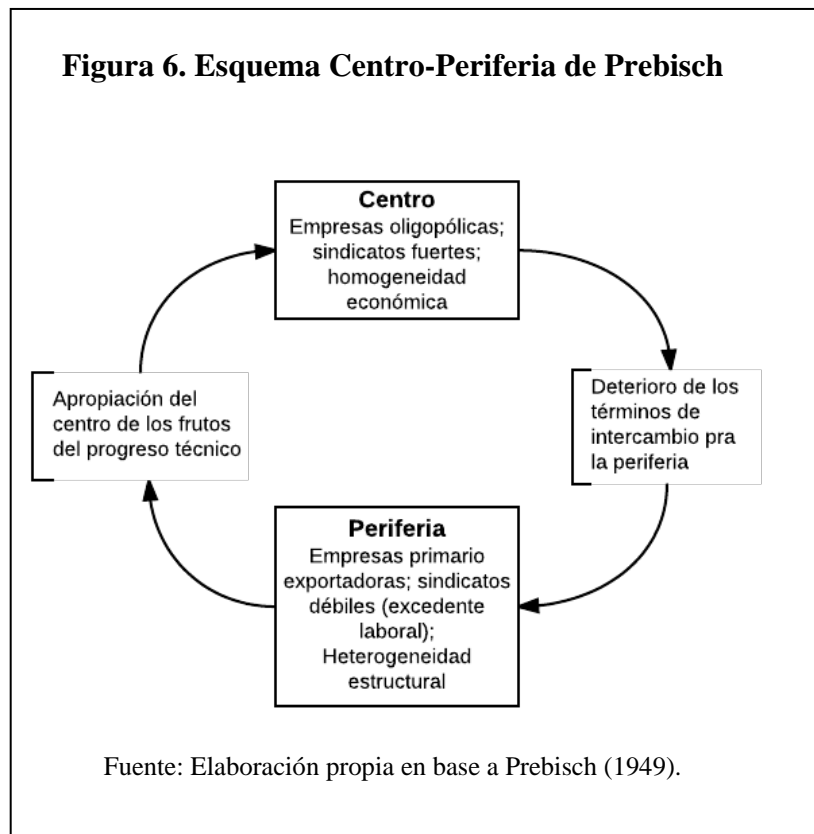 Figura 6. Esquema Centro-Periferia de Prebisch
Centro
Empresas oligopólicas;
sindicatos fuertes;
homogeneidad
económica
Apropiación del
centro de los frutos
del progreso técnico
Deterioro de los
términos de
intercambio pra
la periferia
Periferia
Empresas primario
exportadoras; sindicatos
débiles (excedente
laboral);
Heterogeneidad
estructural
Fuente: Elaboración propia en base a Prebisch (1949).